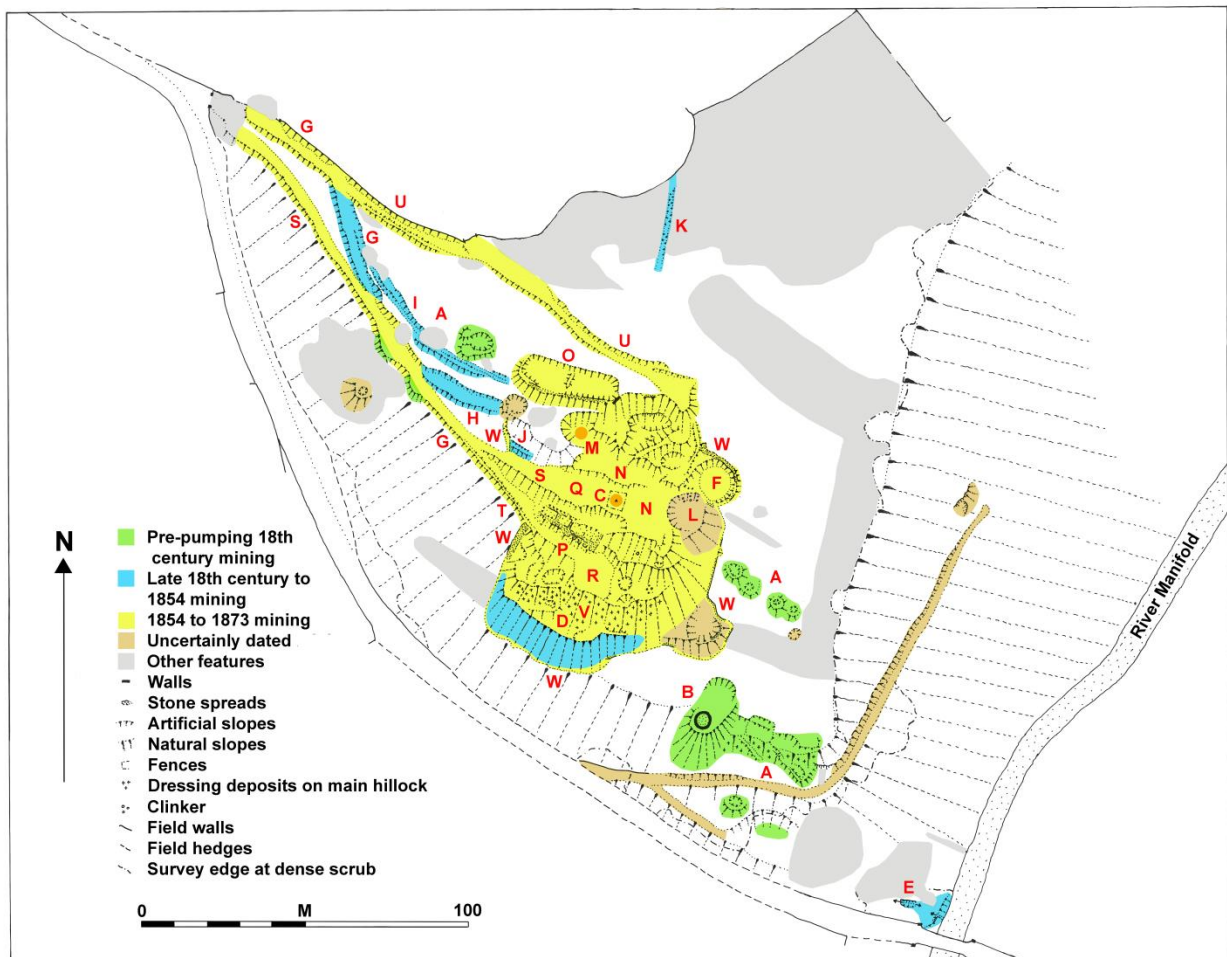 G
U
S
G
K
I
A
O
U
H
W
J
M
W
G
S
N
F
Q
C
N
L
T
W
P
R
A
W
D
V
W
B
A
E
River Manifold
N
Pre-pumping 18th
century mining
Late 18th century to
1854 mining
1854 to 1873 mining
Uncertainly dated
Other features
Walls
Stone spreads
Artificial slopes
Natural slopes
Fences
Dressing deposits on main hillock
Clinker
Field walls
Field hedges
Survey edge at dense scrub
0 M 100